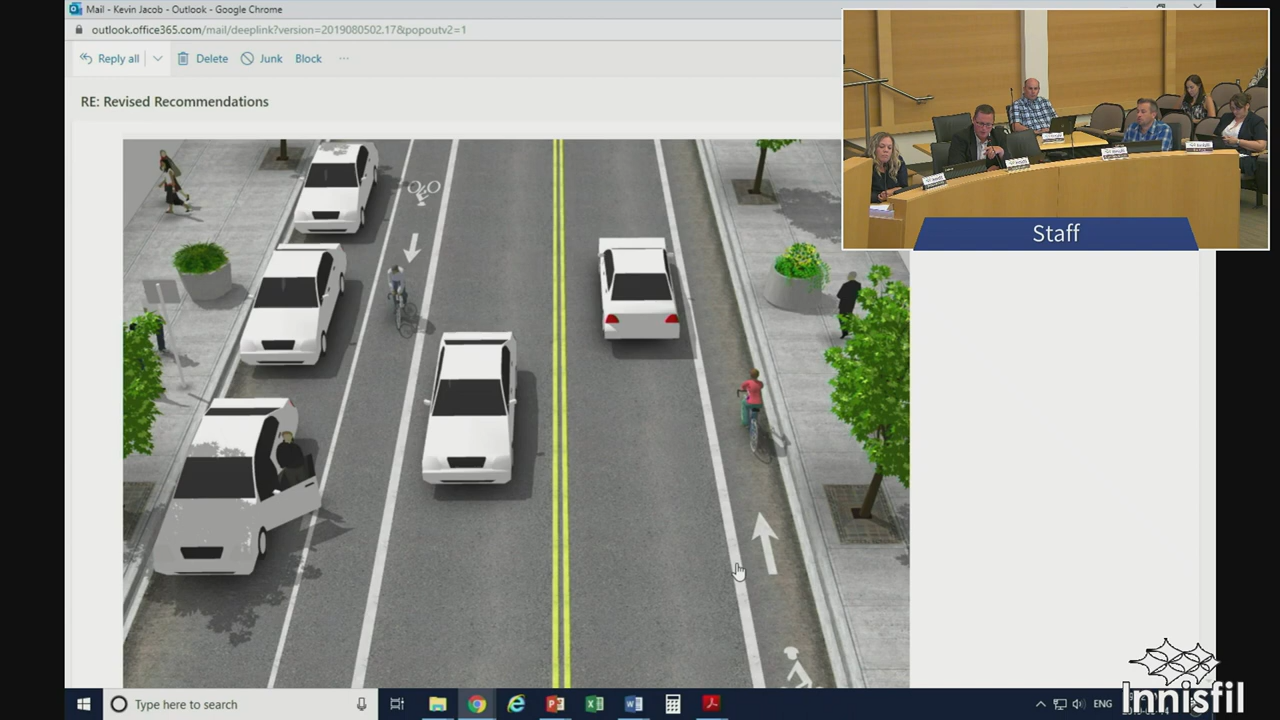 Mail - Kevin Jacob - Outlook - Google Chrome
outlook.office365.com/mail/deeplink?version=2019080502.17&popoutv2=1
Reply all
Delete
Junk
Block
RE: Revised Recommendations
Staff
Type here to search
ENG
Innisfil